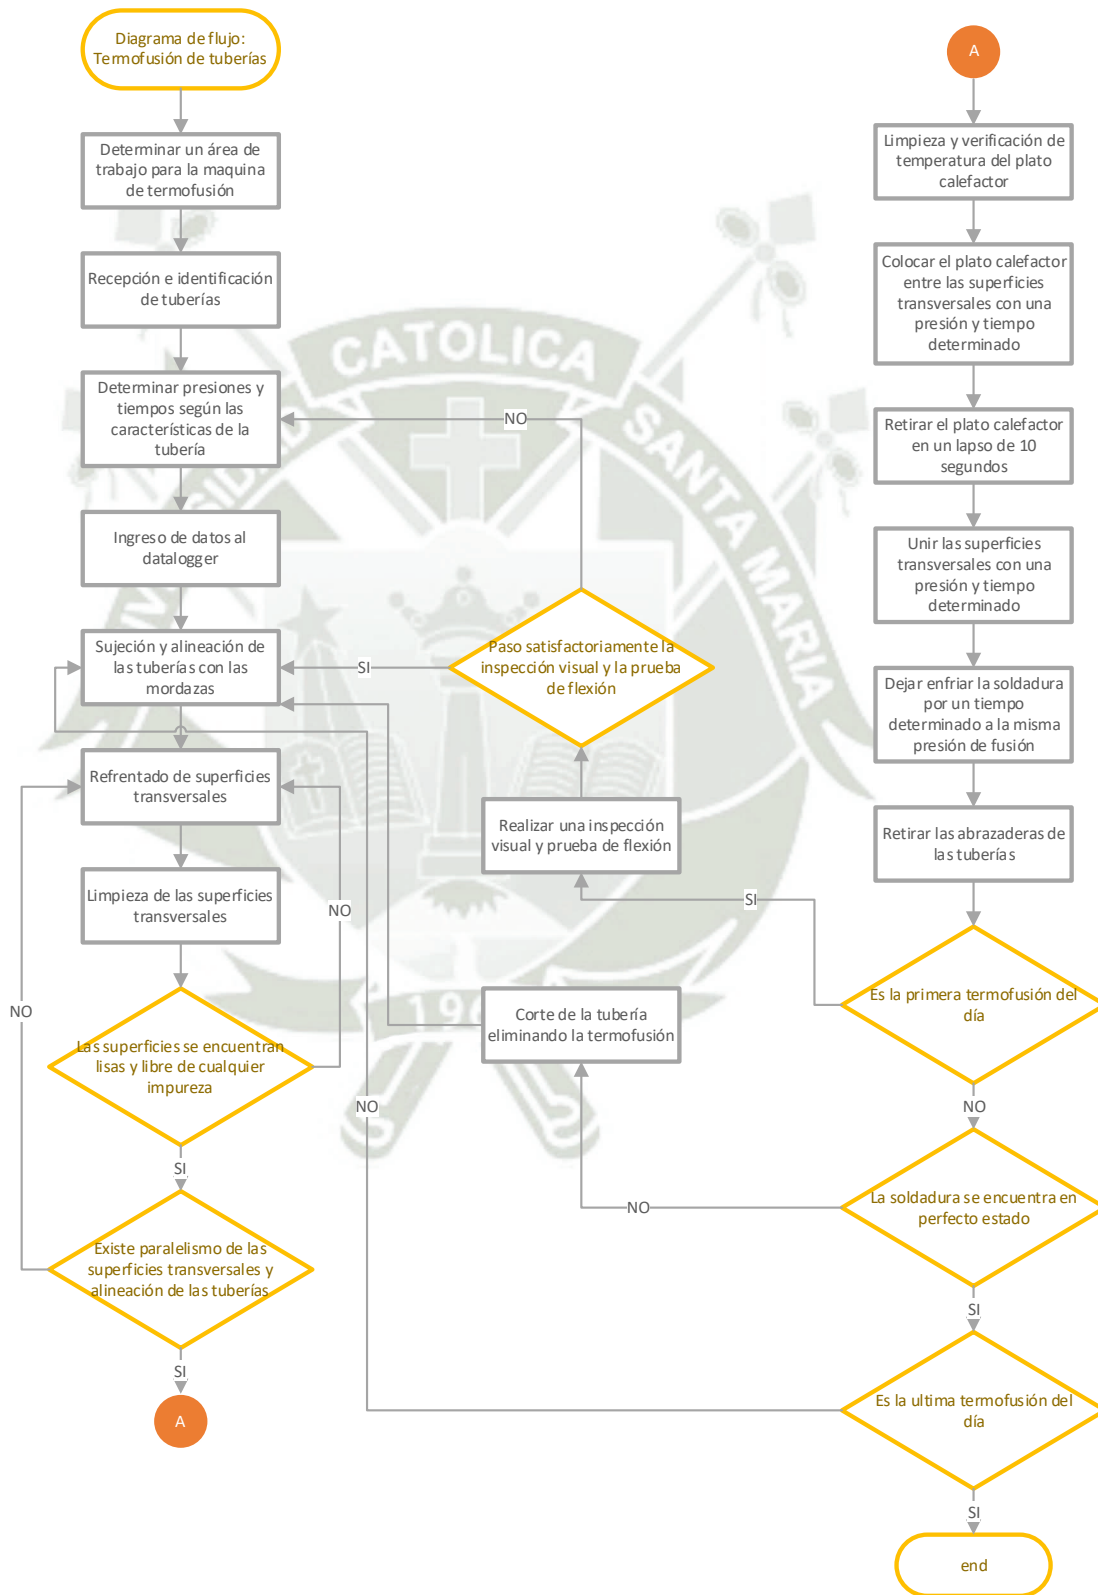 Diagrama de flujo:
Termofusión de tuberías
Determinar un área de
trabajo para la maquina
de termofusión
Recepción e identificación
de tuberías
Determinar presiones y
tiempos según las
características de la
tubería
Ingreso de datos al
datalogger
Sujeción y alineación de
las tuberías con las
mordazas
Refrentado de superficies
transversales
Limpieza de las superficies
transversales
Las superficies se encuentran
lisas y libre de cualquier
impureza
NO
SI
Existe paralelismo de las
superficies transversales y
alineación de las tuberías
NO
SI
A
NO
SI
Paso satisfactoriamente la
inspección visual y la prueba
de flexión
Realizar una inspección
visual y prueba de flexión
Corte de la tubería
eliminando la termofusión
A
Limpieza y verificación de
temperatura del plato
calefactor
Colocar el plato calefactor
entre las superficies
transversales con una
presión y tiempo
determinado
Retirar el plato calefactor
en un lapso de 10
segundos
Unir las superficies
transversales con una
presión y tiempo
determinado
Dejar enfriar la soldadura
por un tiempo
determinado a la misma
presión de fusión
Retirar las abrazaderas de
las tuberías
SI
Es la primera termofusión del
día
NO
NO
La soldadura se encuentra en
perfecto estado
SI
NO
Es la ultima termofusión del
día
SI
end
CATOLICA
SANTA MARIA